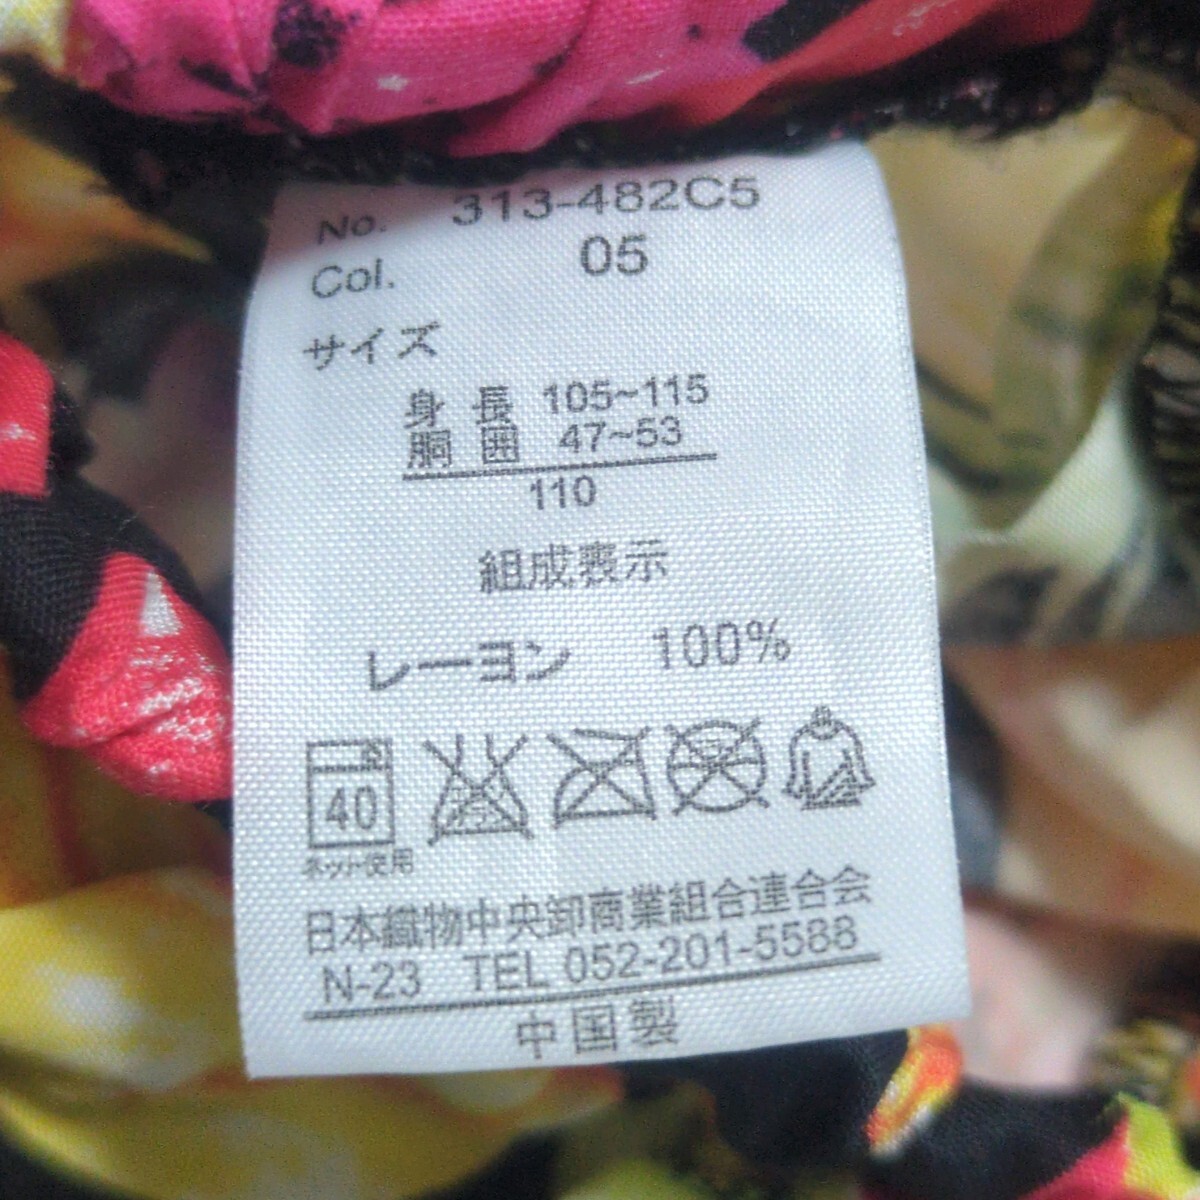 No. 313-482C5
Col. 05
サイズ
身長 105~115
胴囲 47~53
110
組成表示
レーヨン 100%
40
ネット使用
日本織物中央卸商業組合連合会
N-23 TEL 052-201-5588
中国製